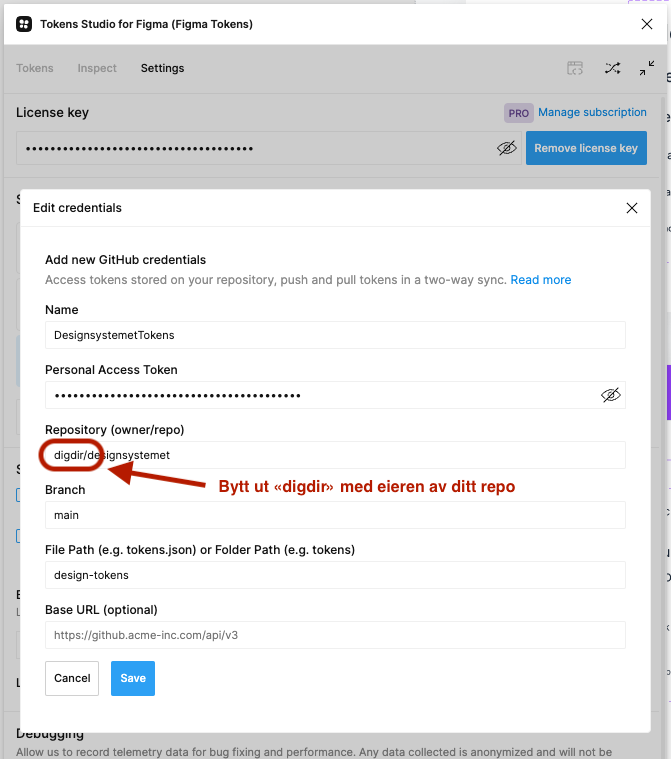 Tokens Studio for Figma (Figma Tokens)
Tokens Inspect Settings
License key PRO Manage subscription
•••••••••••••••••••••••••••••••••••••• Remove license key
Edit credentials
Add new GitHub credentials
Access tokens stored on your repository, push and pull tokens in a two-way sync. Read more
Name
DesignsystemetTokens
Personal Access Token
••••••••••••••••••••••••••••••••••••••••
Repository (owner/repo)
digdir/designsystemet
Bytt ut «digdir» med eieren av ditt repo
Branch
main
File Path (e.g. tokens.json) or Folder Path (e.g. tokens)
design-tokens
Base URL (optional)
https://github.acme-inc.com/api/v3
Cancel Save
Debugging
Allow us to record telemetry data for bug fixing and performance. Any data collected is anonymized and will not be